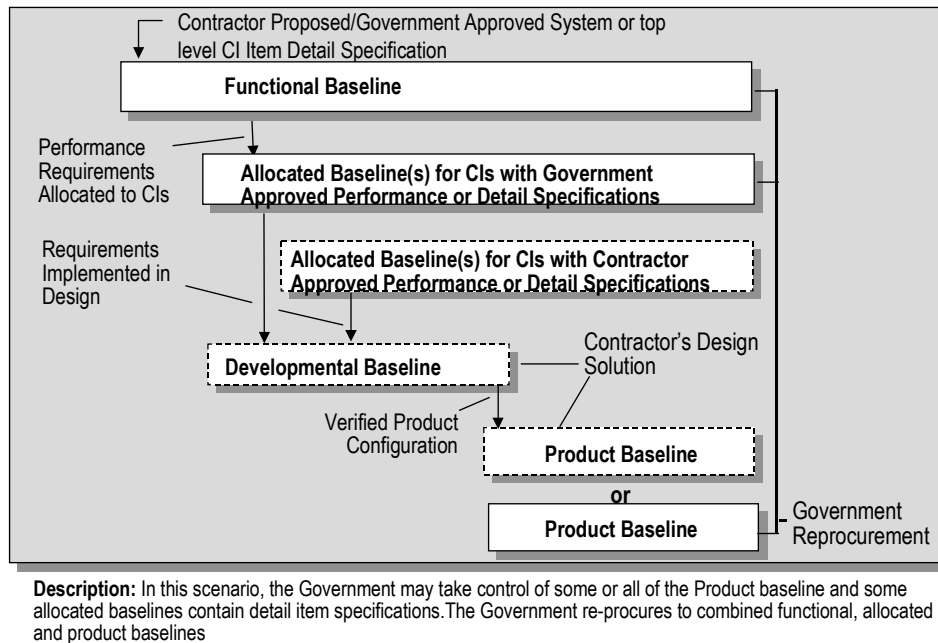 Contractor Proposed/Government Approved System or top
level CI Item Detail Specification
Functional Baseline
Performance
Requirements
Allocated to CIs
Allocated Baseline(s) for CIs with Government
Approved Performance or Detail Specifications
Requirements
Implemented in
Design
Allocated Baseline(s) for CIs with Contractor
Approved Performance or Detail Specifications
Developmental Baseline
Contractor's Design
Solution
Verified Product
Configuration
Product Baseline
or
Product Baseline
Government
Reprocurement
Description: In this scenario, the Government may take control of some or all of the Product baseline and some
allocated baselines contain detail item specifications.The Government re-procures to combined functional, allocated
and product baselines